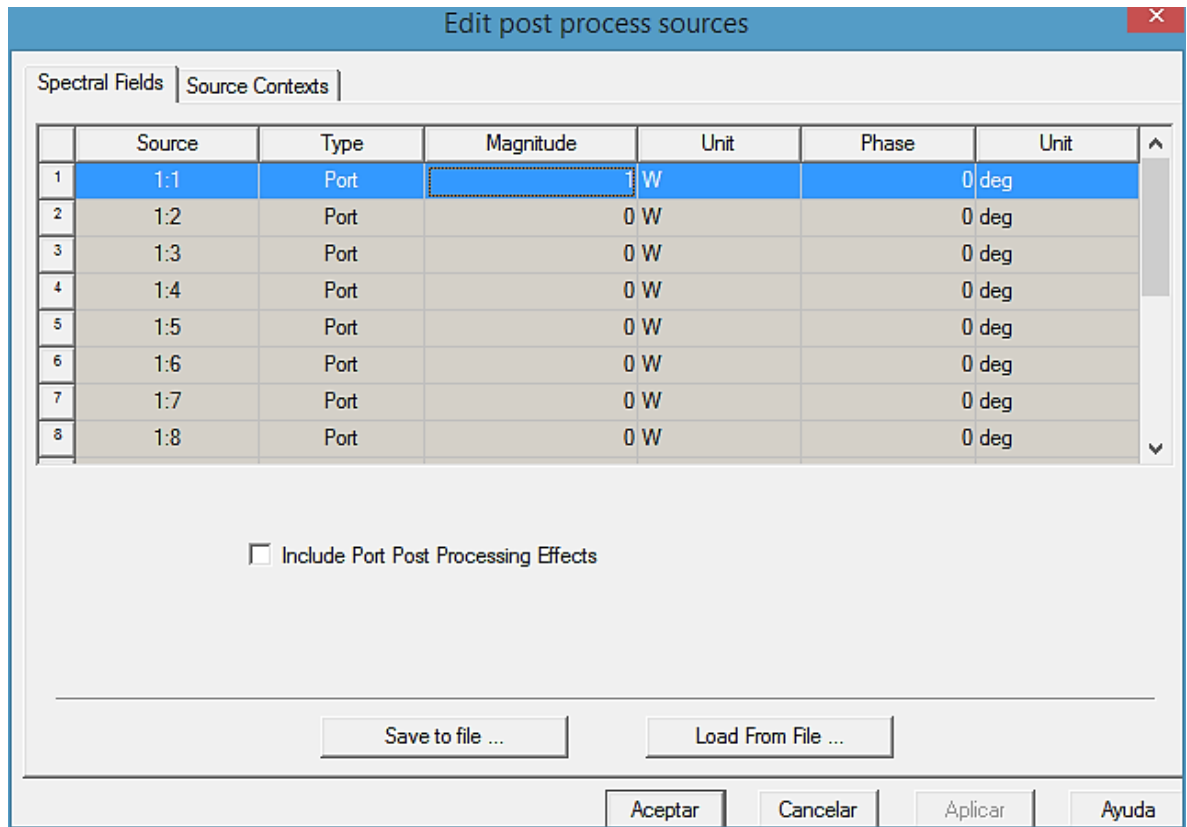 Edit post process sources
Spectral Fields Source Contexts
Source Type Magnitude Unit Phase Unit
1 1:1 Port 1 W 0 deg
2 1:2 Port 0 W 0 deg
3 1:3 Port 0 W 0 deg
4 1:4 Port 0 W 0 deg
5 1:5 Port 0 W 0 deg
6 1:6 Port 0 W 0 deg
7 1:7 Port 0 W 0 deg
8 1:8 Port 0 W 0 deg
Include Port Post Processing Effects
Save to file ... Load From File ...
Aceptar Cancelar Aplicar Ayuda